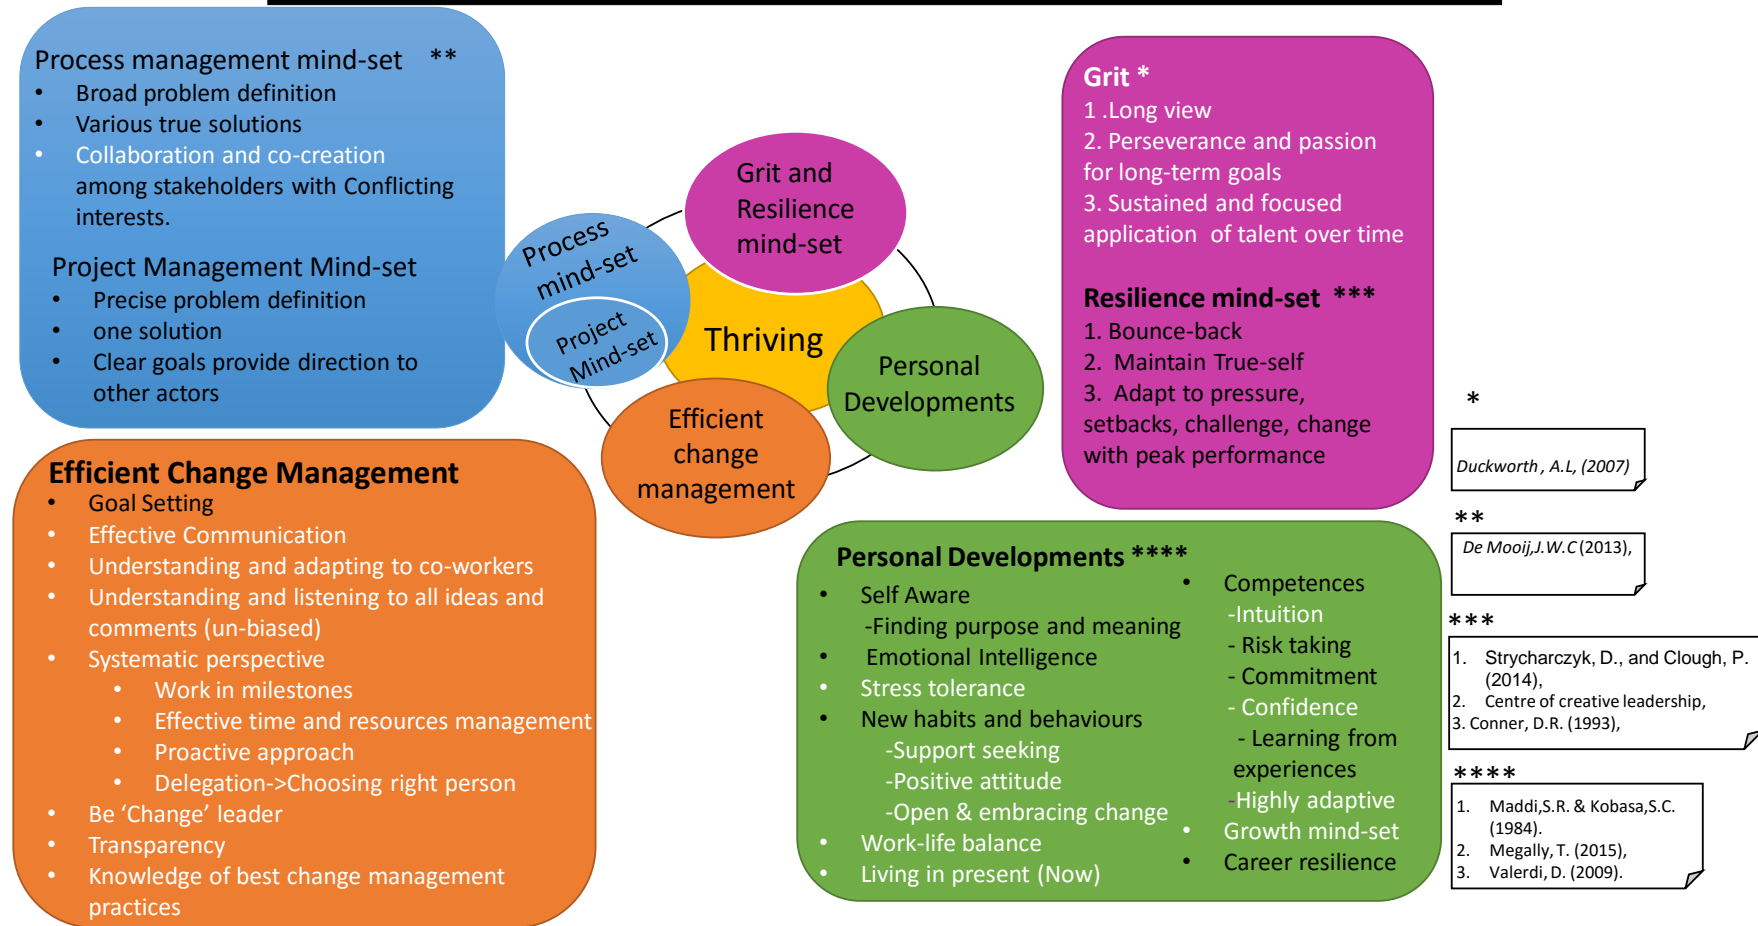 Process management mind-set **
• Broad problem definition
• Various true solutions
• Collaboration and co-creation
among stakeholders with Conflicting
interests.
Project Management Mind-set
• Precise problem definition
• one solution
• Clear goals provide direction to
other actors
Process
mind-set
Project
Mind-set
Grit and
Resilience
mind-set
Thriving
Personal
Developments
Efficient
change
management
Grit *
1 .Long view
2. Perseverance and passion
for long-term goals
3. Sustained and focused
application of talent over time
Resilience mind-set ***
1. Bounce-back
2. Maintain True-self
3. Adapt to pressure,
setbacks, challenge, change
with peak performance
Efficient Change Management
• Goal Setting
• Effective Communication
• Understanding and adapting to co-workers
• Understanding and listening to all ideas and
comments (un-biased)
• Systematic perspective
• Work in milestones
• Effective time and resources management
• Proactive approach
• Delegation->Choosing right person
• Be ‘Change’ leader
• Transparency
• Knowledge of best change management
practices
Personal Developments ****
• Self Aware
-Finding purpose and meaning
• Emotional Intelligence
• Stress tolerance
• New habits and behaviours
-Support seeking
-Positive attitude
-Open & embracing change
• Work-life balance
• Living in present (Now)
• Competences
-Intuition
- Risk taking
- Commitment
- Confidence
- Learning from
experiences
-Highly adaptive
• Growth mind-set
• Career resilience
*
Duckworth , A.L, (2007)
**
De Mooij,J.W.C (2013),
***
1. Strycharczyk, D., and Clough, P.
(2014),
2. Centre of creative leadership,
3. Conner, D.R. (1993),
****
1. Maddi,S.R. & Kobasa,S.C.
(1984).
2. Megally, T. (2015),
3. Valerdi, D. (2009).